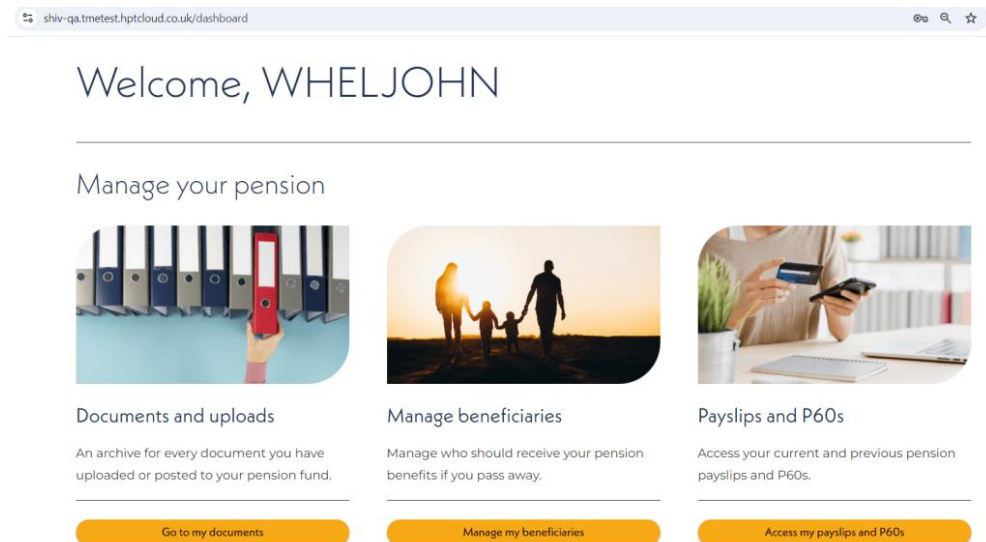 shiv-qa.tmetest.hptcloud.co.uk/dashboard
Welcome, WHELJOHN
Manage your pension
Documents and uploads
An archive for every document you have
uploaded or posted to your pension fund.
Go to my documents
Manage beneficiaries
Manage who should receive your pension
benefits if you pass away.
Manage my beneficiaries
Payslips and P60s
Access your current and previous pension
payslips and P60s.
Access my payslips and P60s